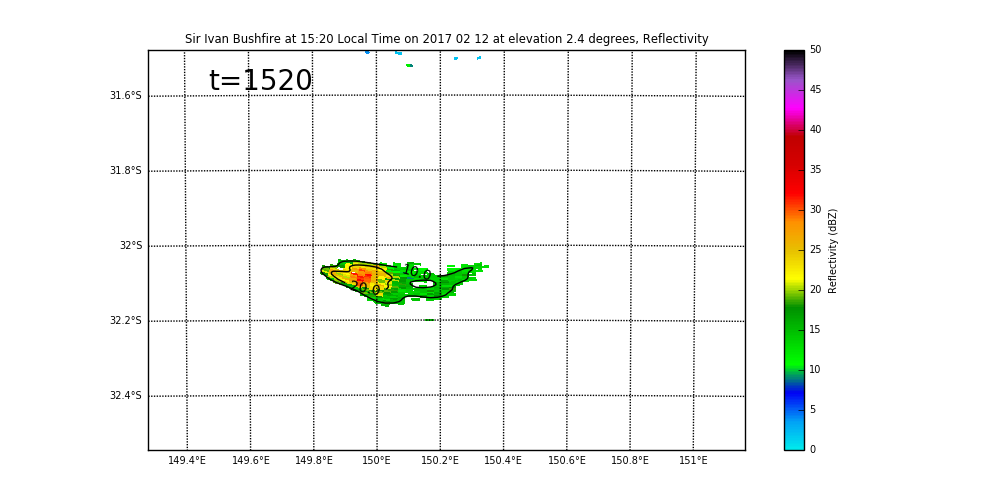 Sir Ivan Bushfire at 15:20 Local Time on 2017 02 12 at elevation 2.4 degrees, Reflectivity
t=1520
31.6°S
31.8°S
32°S
32.2°S
32.4°S
10.0
20.0
149.4°E 149.6°E 149.8°E 150°E 150.2°E 150.4°E 150.6°E 150.8°E 151°E
50
45
40
35
30
25
20
15
10
5
0
Reflectivity (dBZ)